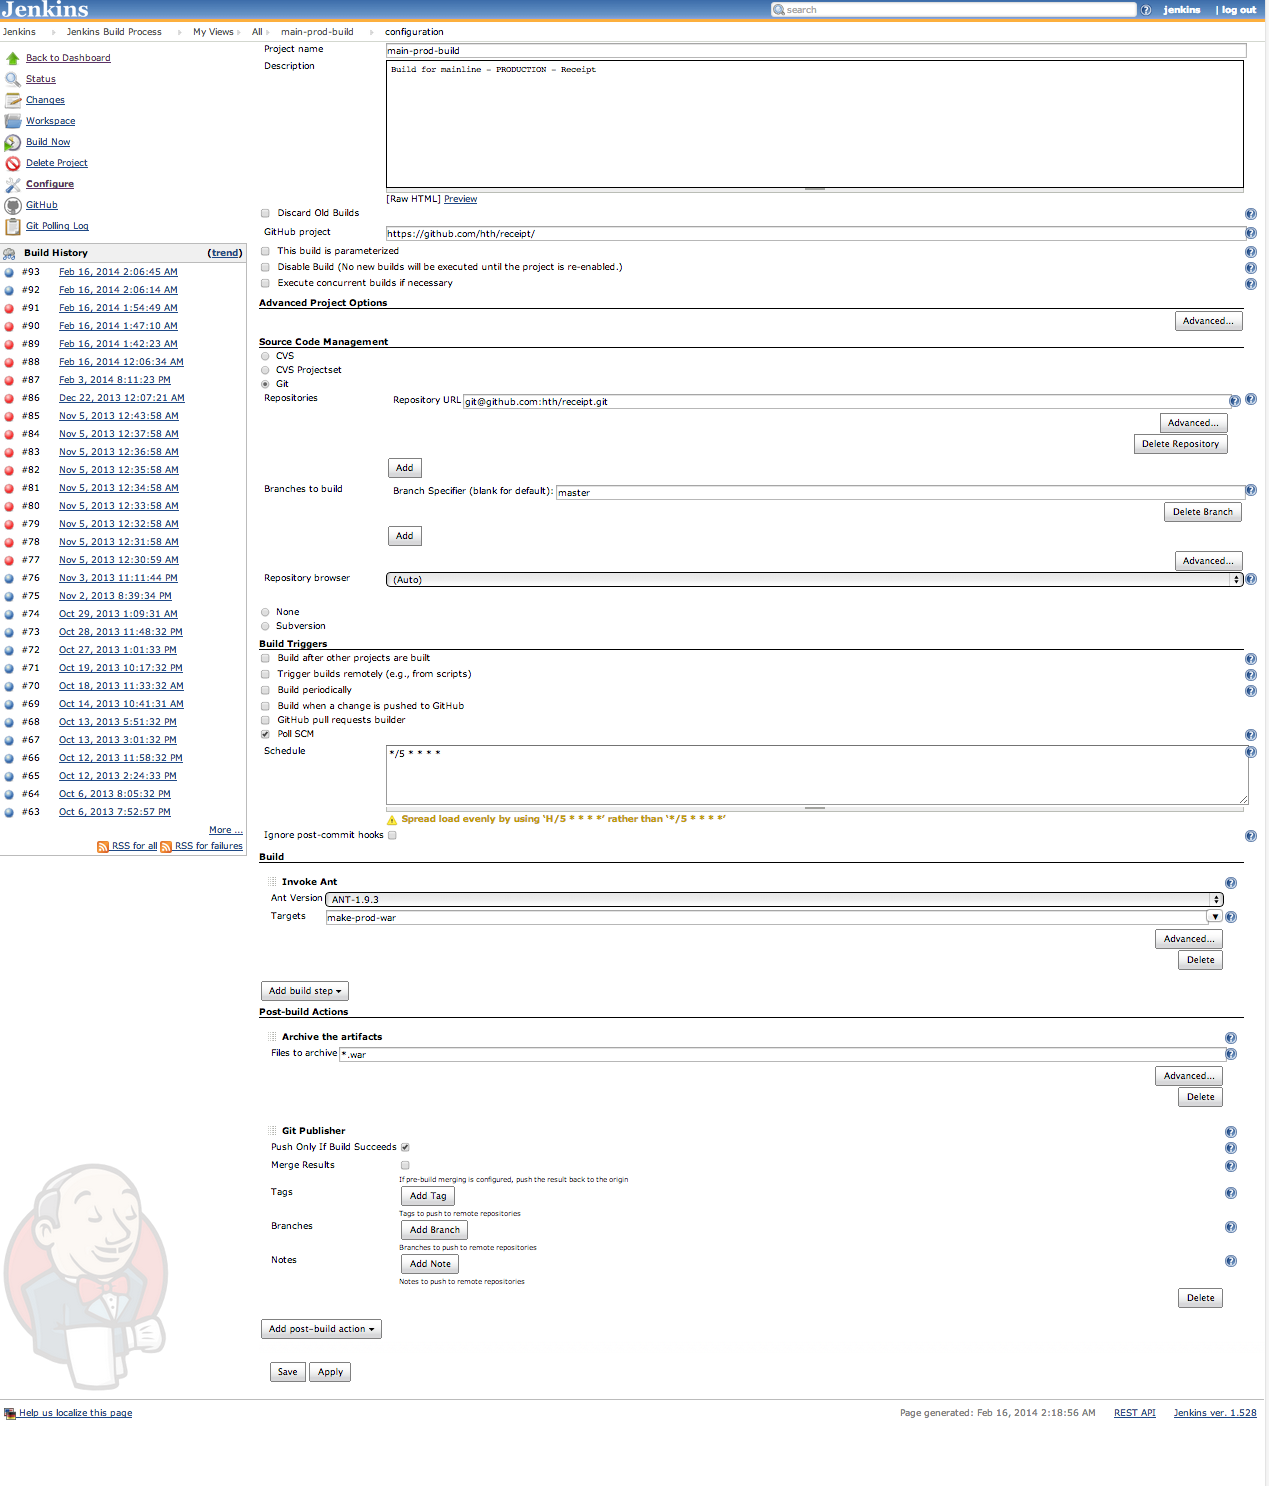 Jenkins
search
jenkins | log out
Jenkins Jenkins Build Process My Views All main-prod-build configuration
Back to Dashboard
Status
Changes
Workspace
Build Now
Delete Project
Configure
GitHub
Git Polling Log
Build History (trend)
#93 Feb 16, 2014 2:06:45 AM
#92 Feb 16, 2014 2:06:14 AM
#91 Feb 16, 2014 1:54:49 AM
#90 Feb 16, 2014 1:47:10 AM
#89 Feb 16, 2014 1:42:23 AM
#88 Feb 16, 2014 12:06:34 AM
#87 Feb 3, 2014 8:11:23 PM
#86 Dec 22, 2013 12:07:21 AM
#85 Nov 5, 2013 12:43:58 AM
#84 Nov 5, 2013 12:37:58 AM
#83 Nov 5, 2013 12:36:58 AM
#82 Nov 5, 2013 12:35:58 AM
#81 Nov 5, 2013 12:34:58 AM
#80 Nov 5, 2013 12:33:58 AM
#79 Nov 5, 2013 12:32:58 AM
#78 Nov 5, 2013 12:31:58 AM
#77 Nov 5, 2013 12:30:59 AM
#76 Nov 3, 2013 11:11:44 PM
#75 Nov 2, 2013 8:39:34 PM
#74 Oct 29, 2013 1:09:31 AM
#73 Oct 28, 2013 11:48:32 PM
#72 Oct 27, 2013 1:01:33 PM
#71 Oct 19, 2013 10:17:32 PM
#70 Oct 18, 2013 11:33:32 AM
#69 Oct 14, 2013 10:41:31 AM
#68 Oct 13, 2013 5:51:32 PM
#67 Oct 13, 2013 3:01:32 PM
#66 Oct 12, 2013 11:58:32 PM
#65 Oct 12, 2013 2:24:33 PM
#64 Oct 6, 2013 8:05:32 PM
#63 Oct 6, 2013 7:52:57 PM
More ...
RSS for all RSS for failures
Project name main-prod-build
Description Build for mainline - PRODUCTION - Receipt
[Raw HTML] Preview
Discard Old Builds
GitHub project https://github.com/hth/receipt/
This build is parameterized
Disable Build (No new builds will be executed until the project is re-enabled.)
Execute concurrent builds if necessary
Advanced Project Options
Advanced...
Source Code Management
CVS
CVS Projectset
Git
Repositories Repository URL git@github.com:hth/receipt.git
Advanced...
Delete Repository
Add
Branches to build Branch Specifier (blank for default): master
Delete Branch
Add
Advanced...
Repository browser (Auto)
None
Subversion
Build Triggers
Build after other projects are built
Trigger builds remotely (e.g., from scripts)
Build periodically
Build when a change is pushed to GitHub
GitHub pull requests builder
Poll SCM
Schedule */5 * * * *
Spread load evenly by using ‘H/5 * * * *’ rather than ‘*/5 * * * *’
Ignore post-commit hooks
Build
Invoke Ant
Ant Version ANT-1.9.3
Targets make-prod-war
Advanced...
Delete
Add build step
Post-build Actions
Archive the artifacts
Files to archive *.war
Advanced...
Delete
Git Publisher
Push Only If Build Succeeds
Merge Results
If pre-build merging is configured, push the result back to the origin
Tags Add Tag
Tags to push to remote repositories
Branches Add Branch
Branches to push to remote repositories
Notes Add Note
Notes to push to remote repositories
Delete
Add post-build action
Save Apply
Help us localize this page
Page generated: Feb 16, 2014 2:18:56 AM REST API Jenkins ver. 1.528